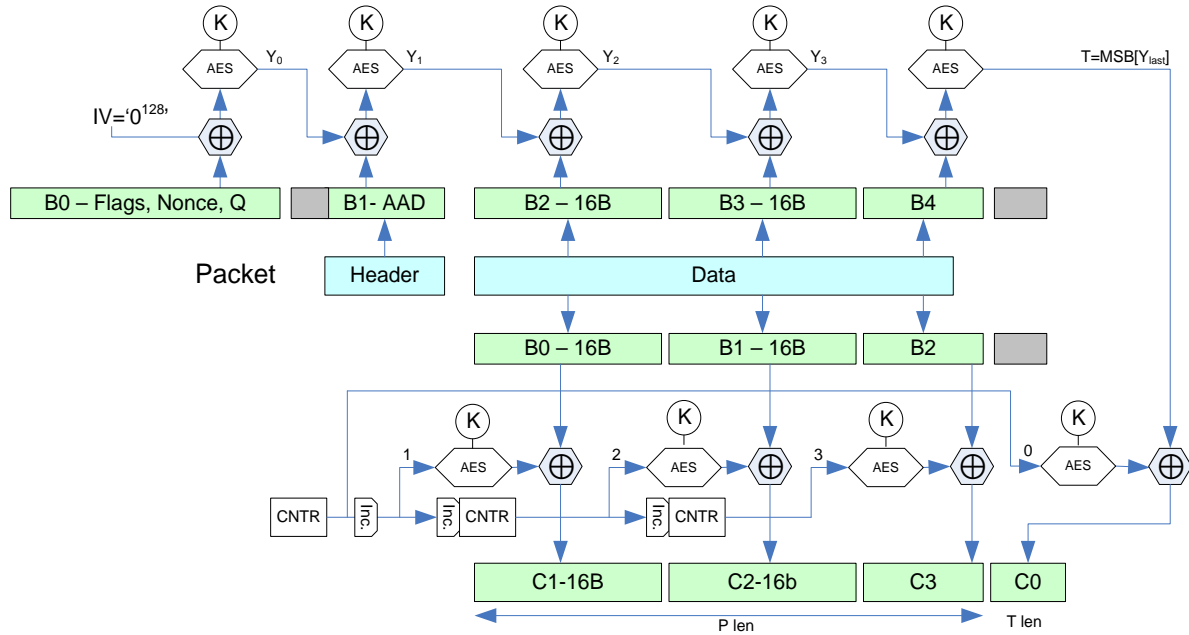 K K K K K
AES Y0 AES Y1 AES Y2 AES Y3 AES T=MSB[Ylast]
IV='0^128'
B0 – Flags, Nonce, Q B1- AAD B2 – 16B B3 – 16B B4
Packet Header Data
B0 – 16B B1 – 16B B2
K K K K
1 AES 2 AES 3 AES 0 AES
CNTR Inc. Inc. CNTR Inc. CNTR
C1-16B C2-16b C3 C0
P len T len